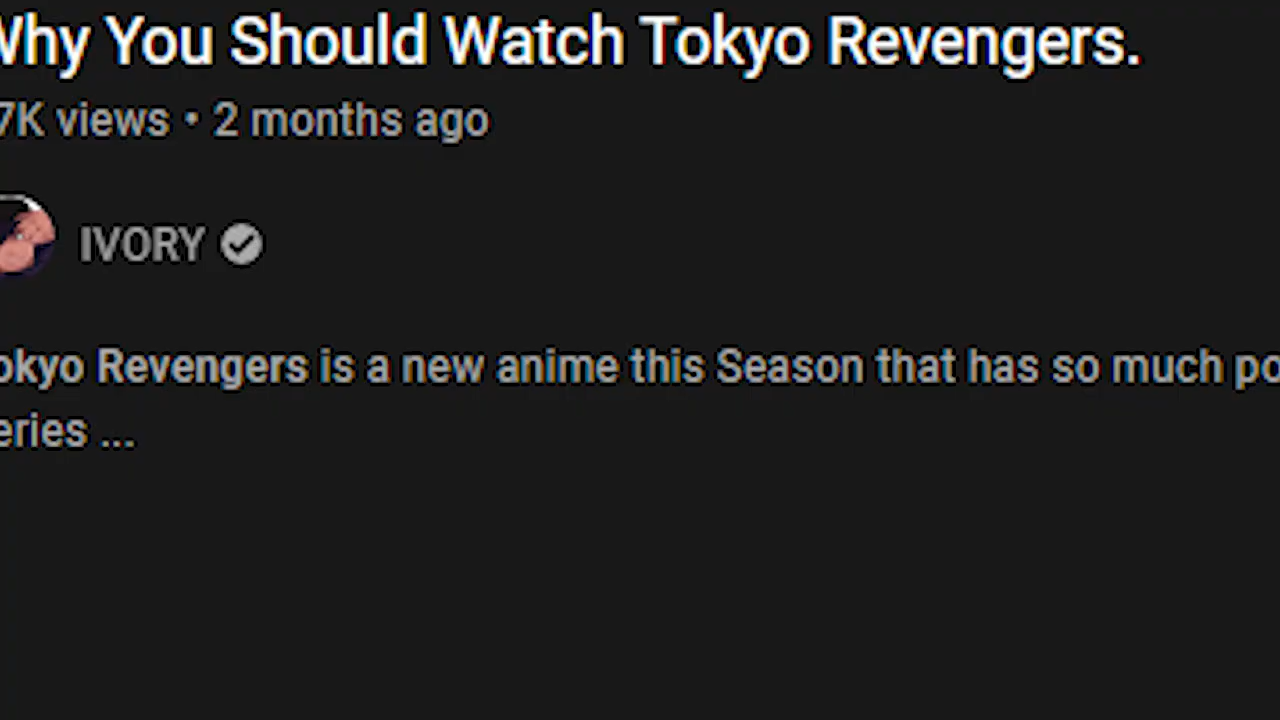 Why You Should Watch Tokyo Revengers.
7K views • 2 months ago
IVORY
okyo Revengers is a new anime this Season that has so much po
eries ...